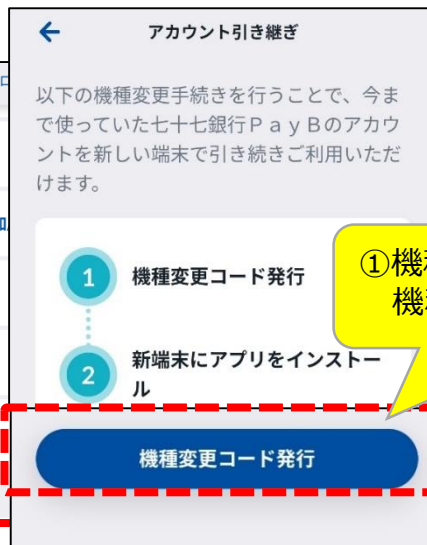 アカウント引き継ぎ
以下の機種変更手続きを行うことで、今ま
で使っていた七十七銀行ＰａｙＢのアカウ
ントを新しい端末で引き続きご利用いただ
けます。
1 機種変更コード発行
①機種
機種
2 新端末にアプリをインストー
ル
機種変更コード発行